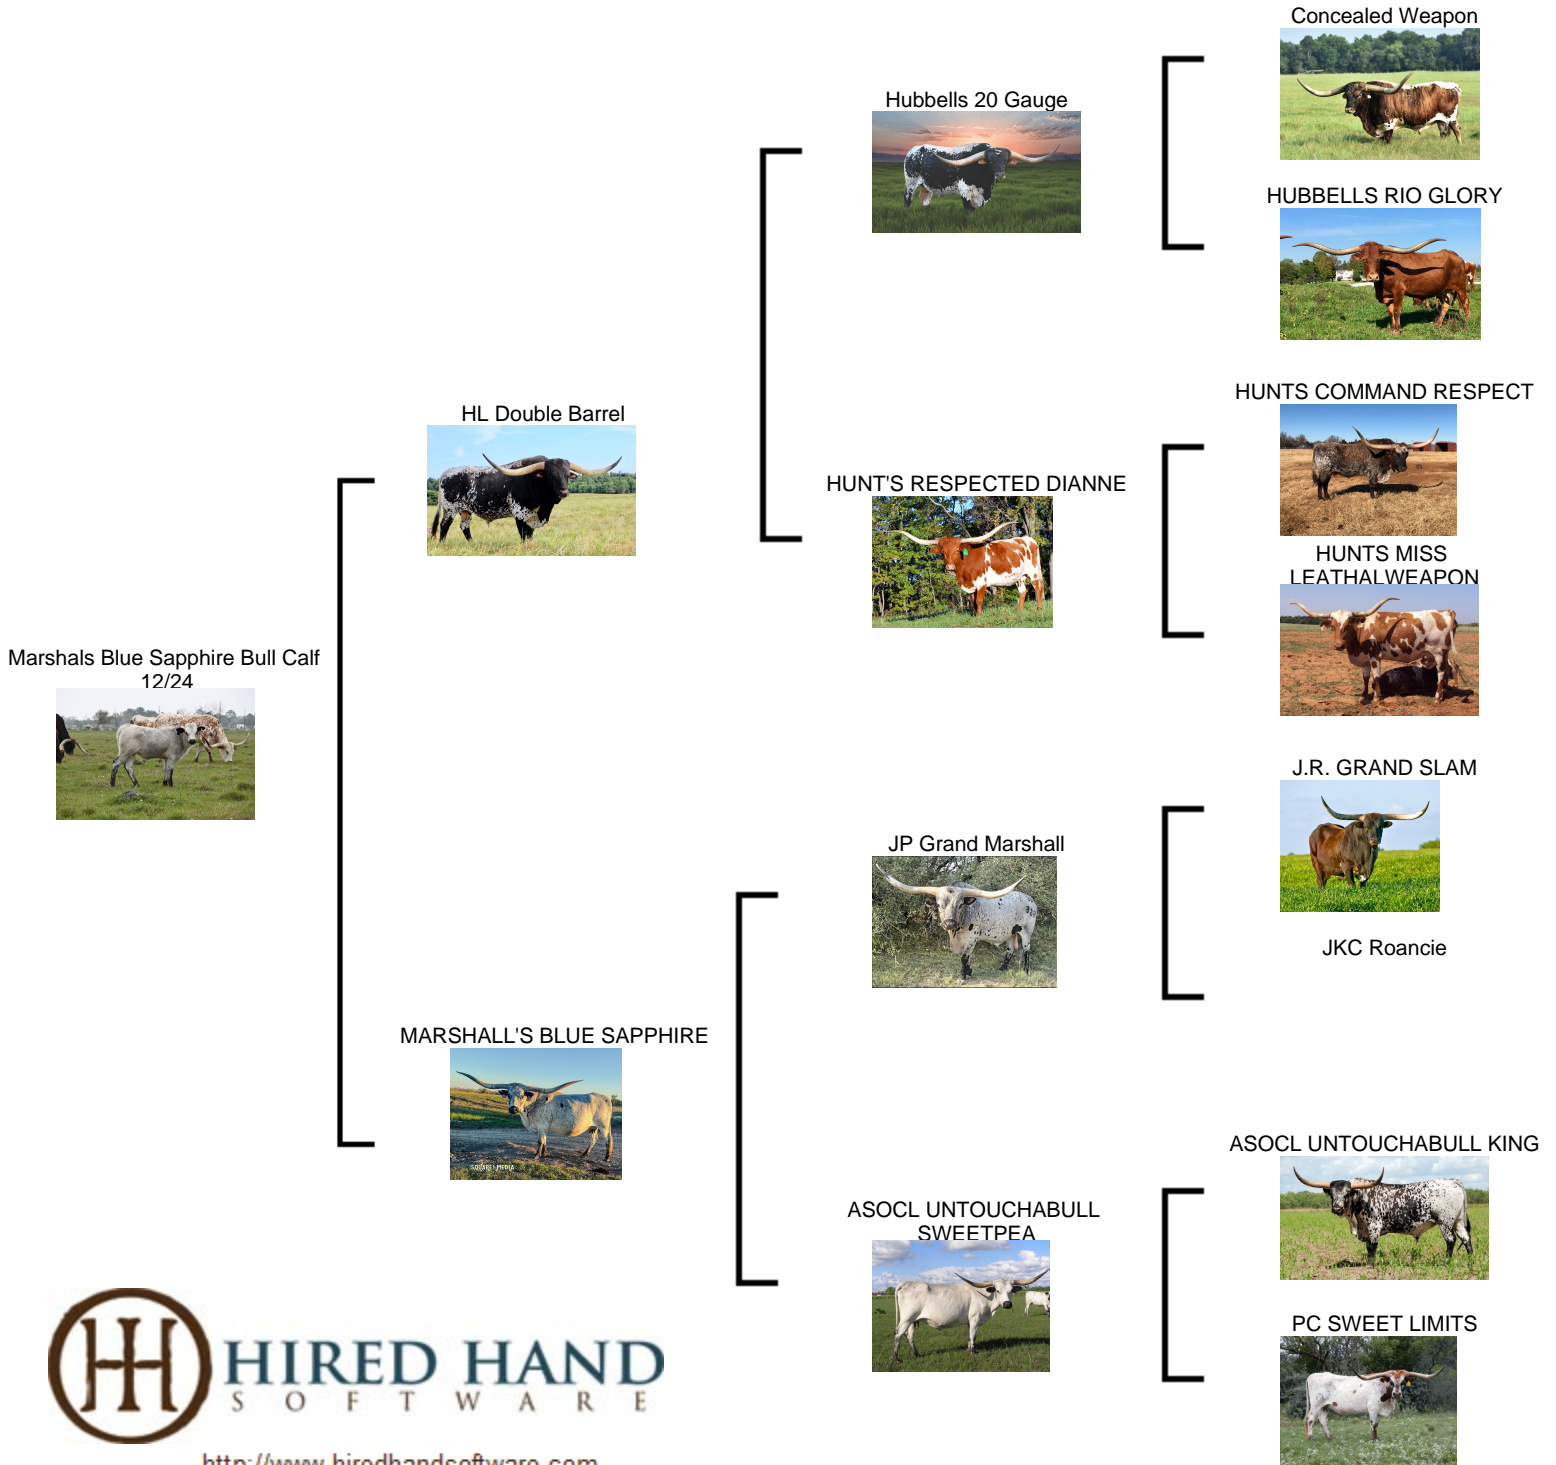 Concealed Weapon
Hubbells 20 Gauge
HUBBELLS RIO GLORY
HUNTS COMMAND RESPECT
HL Double Barrel
HUNT'S RESPECTED DIANNE
HUNTS MISS
LEATHALWEAPON
Marshals Blue Sapphire Bull Calf
12/24
J.R. GRAND SLAM
JP Grand Marshall
JKC Roancie
MARSHALL'S BLUE SAPPHIRE
SQUARE1 MEDIA
ASOCL UNTOUCHABULL KING
ASOCL UNTOUCHABULL
SWEETPEA
PC SWEET LIMITS
HIRED HAND
SOFTWARE
http://www.hiredhandsoftware.com